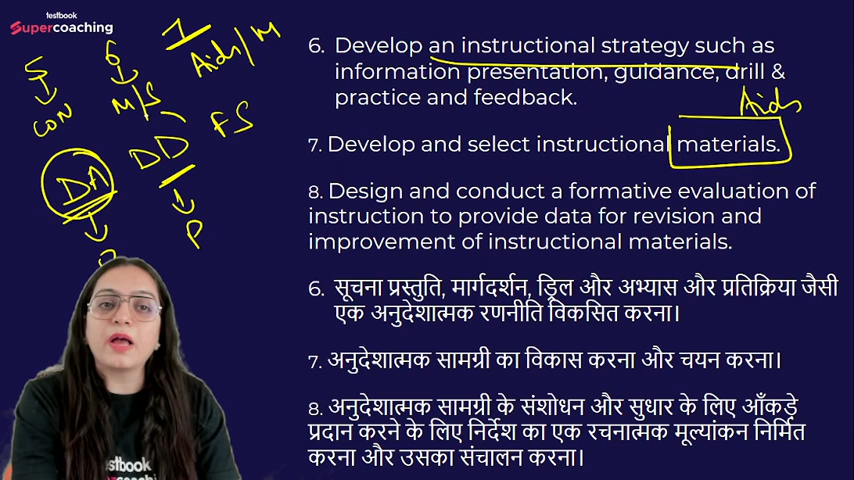 testbook
Supercoaching
5
CON
6
M/S
7
Aids/M
DA
DD
P
FS
6. Develop an instructional strategy such as
information presentation, guidance, drill &
practice and feedback.
Aids
7. Develop and select instructional materials.
8. Design and conduct a formative evaluation of
instruction to provide data for revision and
improvement of instructional materials.
6. सूचना प्रस्तुति, मार्गदर्शन, ड्रिल और अभ्यास और प्रतिक्रिया जैसी
एक अनुदेशात्मक रणनीति विकसित करना।
7. अनुदेशात्मक सामग्री का विकास करना और चयन करना।
8. अनुदेशात्मक सामग्री के संशोधन और सुधार के लिए आँकड़े
प्रदान करने के लिए निर्देश का एक रचनात्मक मूल्यांकन निर्मित
करना और उसका संचालन करना।
testbook
Supercoaching